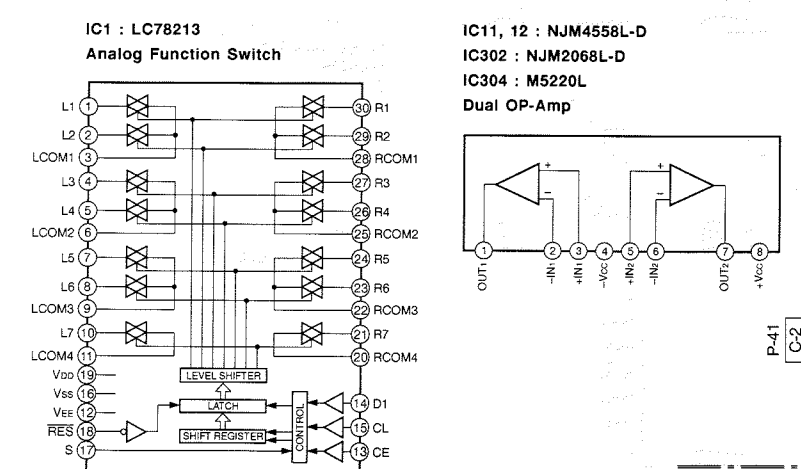 IC1 : LC78213
Analog Function Switch
L1 1
L2 2
LCOM1 3
L3 4
L4 5
LCOM2 6
L5 7
L6 8
LCOM3 9
L7 10
LCOM4 11
VDD 19
VSS 16
VEE 12
RES 18
S 17
30 R1
29 R2
28 RCOM1
27 R3
26 R4
25 RCOM2
24 R5
23 R6
22 RCOM3
21 R7
20 RCOM4
14 D1
15 CL
13 CE
LEVEL SHIFTER
LATCH
SHIFT REGISTER
CONTROL
IC11, 12 : NJM4558L-D
IC302 : NJM2068L-D
IC304 : M5220L
Dual OP-Amp
+ − + −
1 2 3 4 5 6 7 8
OUT1 −IN1 +IN1 −VCC +IN2 −IN2 OUT2 +VCC
P-41
C-2